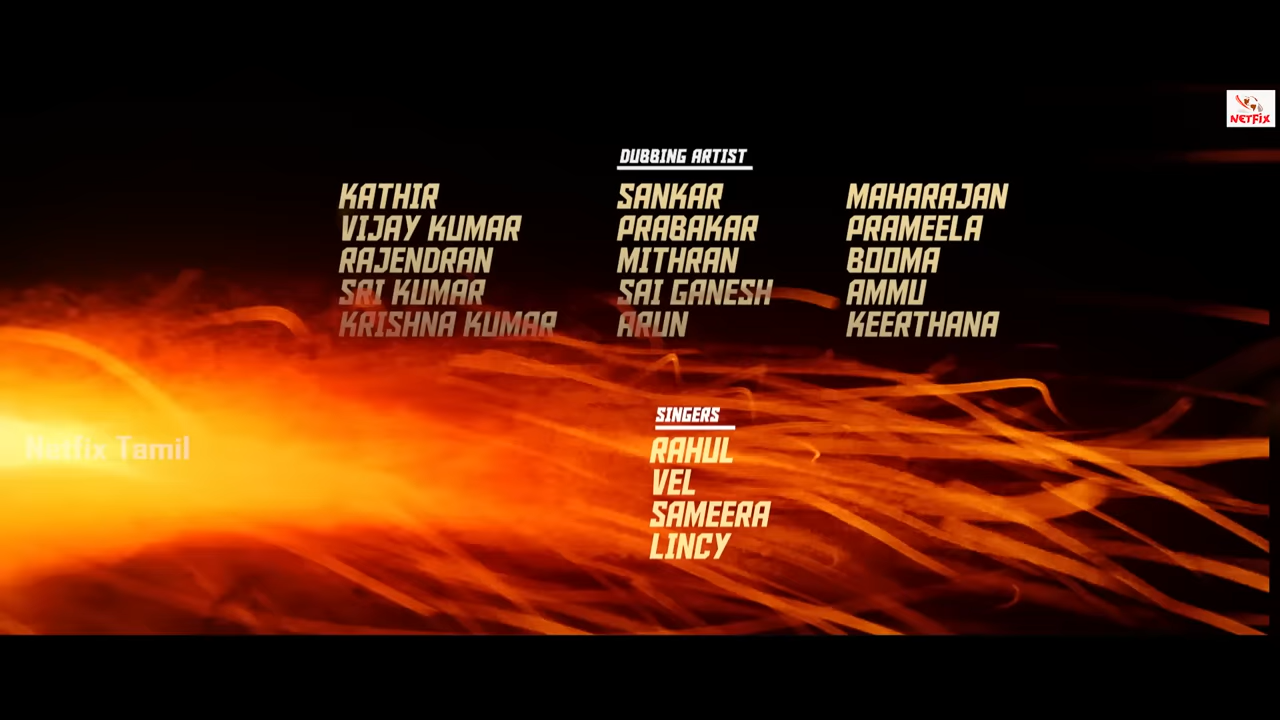 NETFIX
DUBBING ARTIST
KATHIR SANKAR MAHARAJAN
VIJAY KUMAR PRABAKAR PRAMEELA
RAJENDRAN MITHRAN BOOMA
SAI KUMAR SAI GANESH AMMU
KRISHNA KUMAR ARUN KEERTHANA
SINGERS
RAHUL
Netfix Tamil
VEL
SAMEERA
LINCY